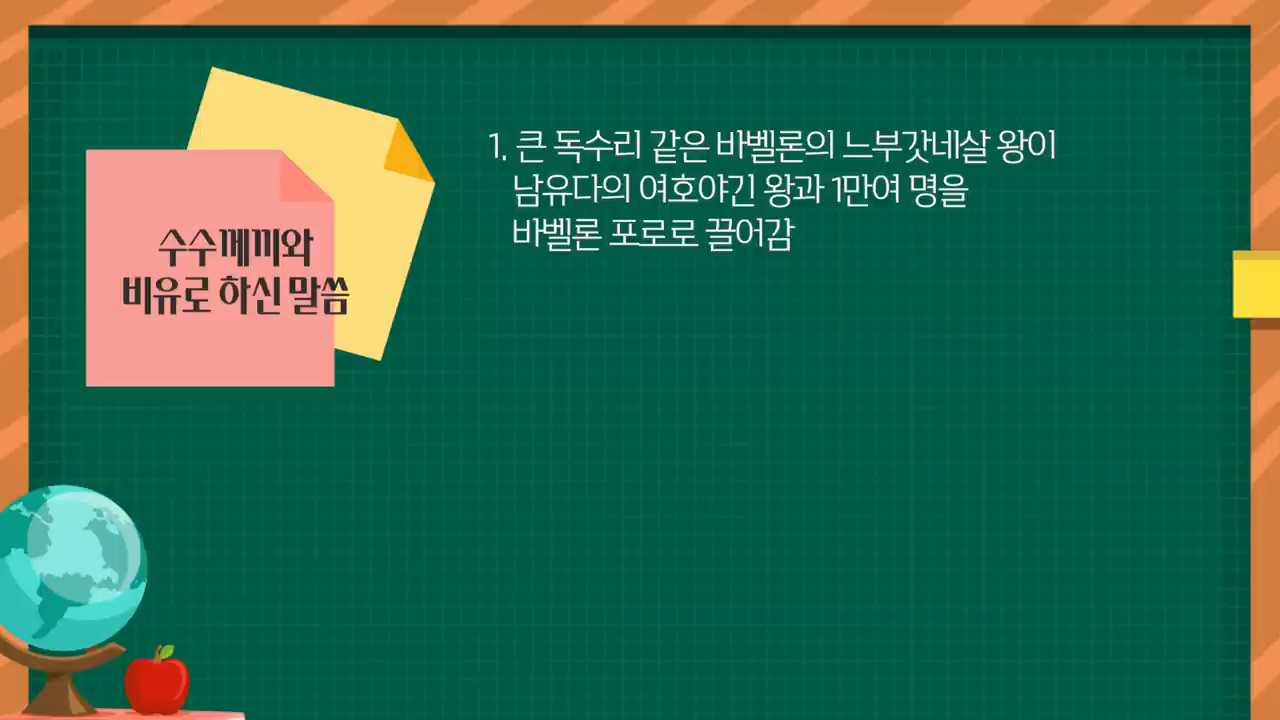 수수께끼와
비유로 하신 말씀
1. 큰 독수리 같은 바벨론의 느부갓네살 왕이
남유다의 여호야긴 왕과 1만여 명을
바벨론 포로로 끌어감